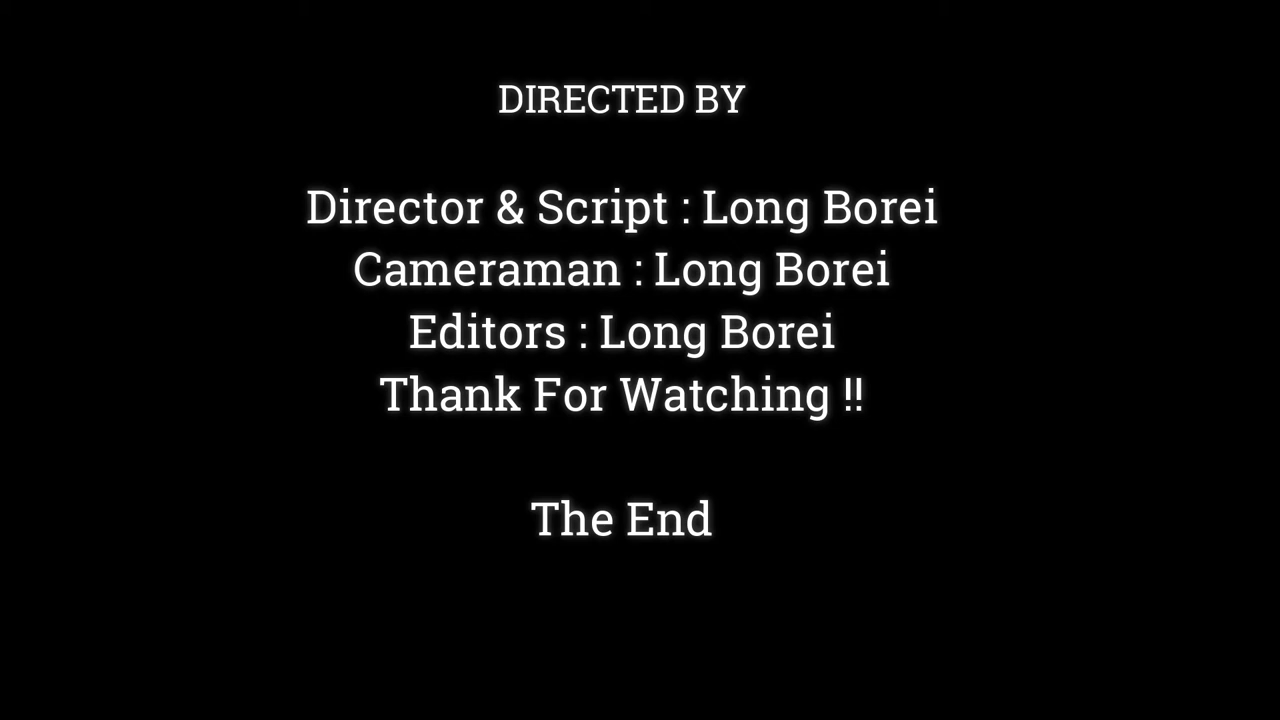 DIRECTED BY
Director & Script : Long Borei
Cameraman : Long Borei
Editors : Long Borei
Thank For Watching !!
The End